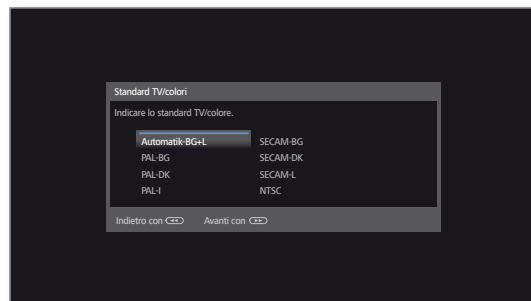 Standard TV/colori
Indicare lo standard TV/colore.
Automatik-BG+L SECAM-BG
PAL-BG SECAM-DK
PAL-DK SECAM-L
PAL-I NTSC
Indietro con Avanti con